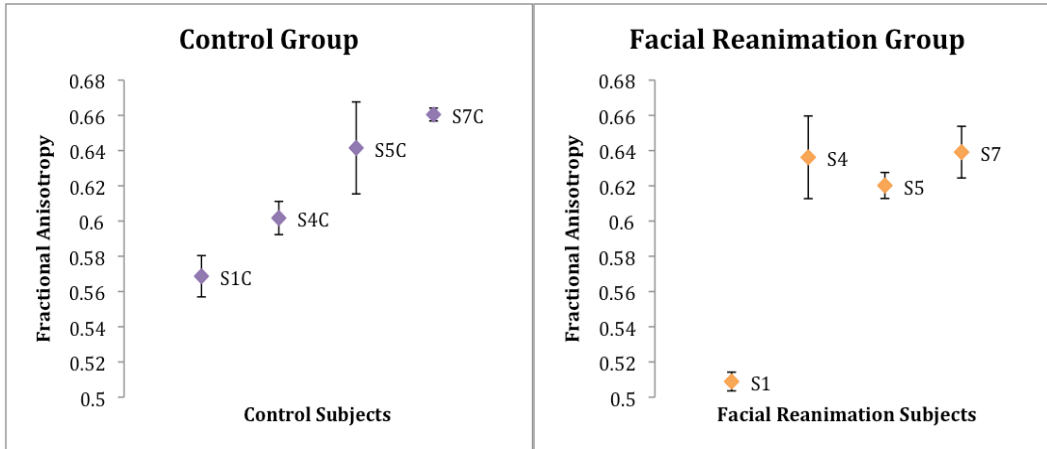 Control Group
Fractional Anisotropy
0.68
0.66
0.64
0.62
0.6
0.58
0.56
0.54
0.52
0.5
S1C
S4C
S5C
S7C
Control Subjects
Facial Reanimation Group
Fractional Anisotropy
0.68
0.66
0.64
0.62
0.6
0.58
0.56
0.54
0.52
0.5
S1
S4
S5
S7
Facial Reanimation Subjects